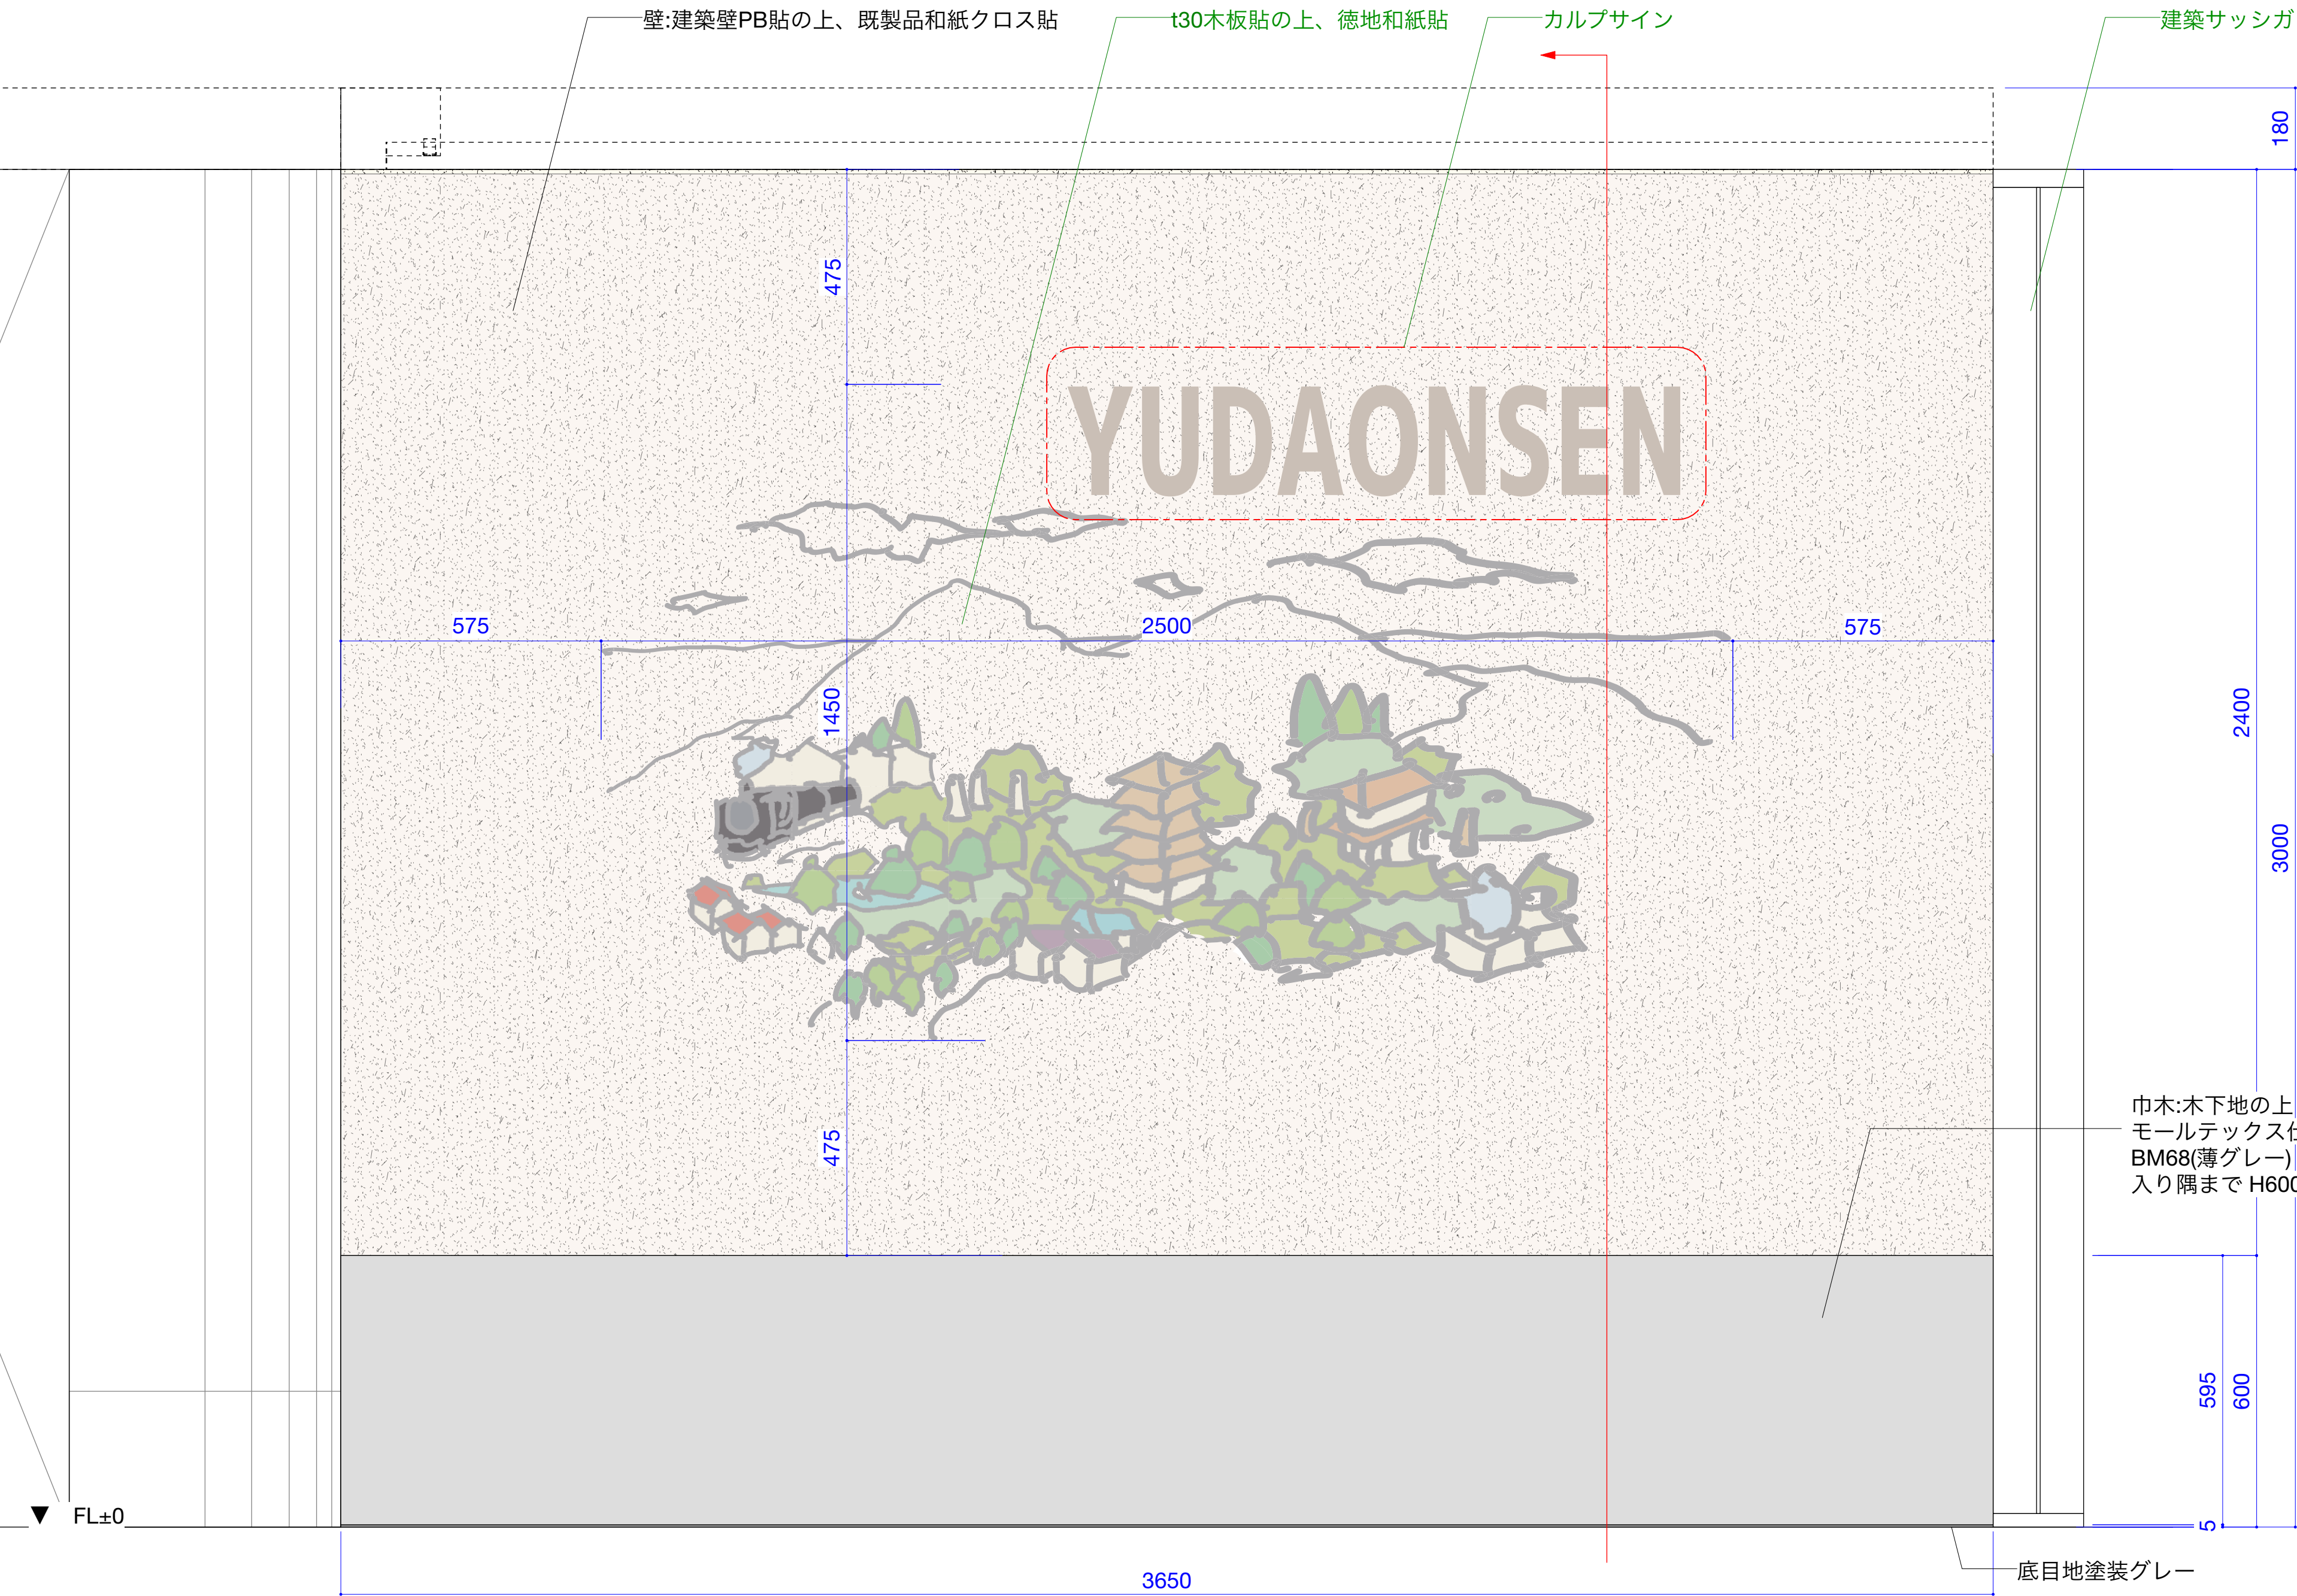 壁:建築壁PB貼の上、既製品和紙クロス貼
t30木板貼の上、徳地和紙貼
カルプサイン
建築サッシガ
180
475
YUDAONSEN
575
2500
575
1450
2400
3000
巾木:木下地の上
モールテックス仕
BM68(薄グレー)
入り隅まで H600
475
595
600
FL±0
5
底目地塗装グレー
3650